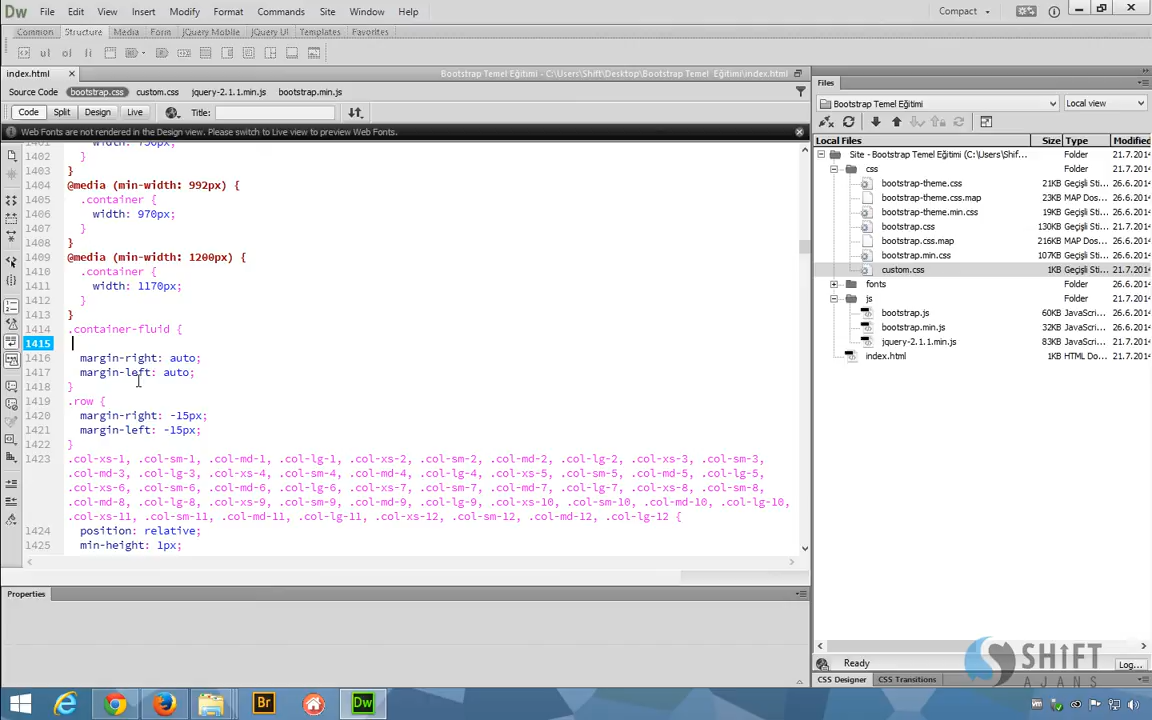 Dw File Edit View Insert Modify Format Commands Site Window Help Compact
Common Structure Media Form jQuery Mobile jQuery UI Templates Favorites
index.html Bootstrap Temel Eğitimi - C:\Users\Shift\Desktop\Bootstrap Temel Eğitimi\index.html
Source Code bootstrap.css custom.css jquery-2.1.1.min.js bootstrap.min.js
Code Split Design Live Title:
Web Fonts are not rendered in the Design view. Please switch to Live view to preview Web Fonts.
1401 width: 750px;
1402 }
1403 }
1404 @media (min-width: 992px) {
1405 .container {
1406 width: 970px;
1407 }
1408 }
1409 @media (min-width: 1200px) {
1410 .container {
1411 width: 1170px;
1412 }
1413 }
1414 .container-fluid {
1415
1416 margin-right: auto;
1417 margin-left: auto;
1418 }
1419 .row {
1420 margin-right: -15px;
1421 margin-left: -15px;
1422 }
1423 .col-xs-1, .col-sm-1, .col-md-1, .col-lg-1, .col-xs-2, .col-sm-2, .col-md-2, .col-lg-2, .col-xs-3, .col-sm-3,
.col-md-3, .col-lg-3, .col-xs-4, .col-sm-4, .col-md-4, .col-lg-4, .col-xs-5, .col-sm-5, .col-md-5, .col-lg-5,
.col-xs-6, .col-sm-6, .col-md-6, .col-lg-6, .col-xs-7, .col-sm-7, .col-md-7, .col-lg-7, .col-xs-8, .col-sm-8,
.col-md-8, .col-lg-8, .col-xs-9, .col-sm-9, .col-md-9, .col-lg-9, .col-xs-10, .col-sm-10, .col-md-10, .col-lg-10,
.col-xs-11, .col-sm-11, .col-md-11, .col-lg-11, .col-xs-12, .col-sm-12, .col-md-12, .col-lg-12 {
1424 position: relative;
1425 min-height: 1px;
Properties
Files
Bootstrap Temel Eğitimi Local view
Local Files Size Type Modified
Site - Bootstrap Temel Eğitimi (C:\Users\Shif... Folder 21.7.2014
css Folder 21.7.2014
bootstrap-theme.css 21KB Geçişli Sti... 26.6.2014
bootstrap-theme.css.map 23KB MAP Dos... 26.6.2014
bootstrap-theme.min.css 19KB Geçişli Sti... 26.6.2014
bootstrap.css 130KB Geçişli Sti... 26.6.2014
bootstrap.css.map 216KB MAP Dos... 26.6.2014
bootstrap.min.css 107KB Geçişli Sti... 26.6.2014
custom.css 1KB Geçişli Sti... 21.7.2014
fonts Folder 26.6.2014
js Folder 21.7.2014
bootstrap.js 60KB JavaScri... 26.6.2014
bootstrap.min.js 32KB JavaScri... 26.6.2014
jquery-2.1.1.min.js 83KB JavaScri... 21.7.2014
index.html 1KB HTML Do... 21.7.2014
Ready Log...
SHiFT
AJANS
CSS Designer CSS Transitions
Br Dw